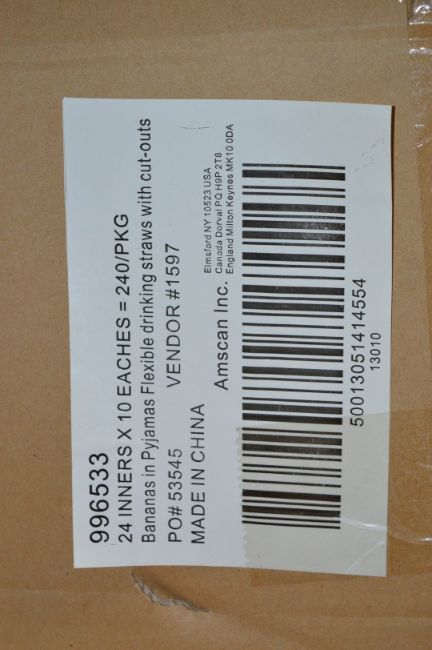 996533
24 INNERS X 10 EACHES = 240/PKG
Bananas in Pyjamas Flexible drinking straws with cut-outs
PO# 53545 VENDOR #1597
MADE IN CHINA
Amscan Inc.
Elmsford NY 10523 USA
Canada Dorval PQ H9P 2T8
England Milton Keynes MK10 0DA
50013051414554
13010